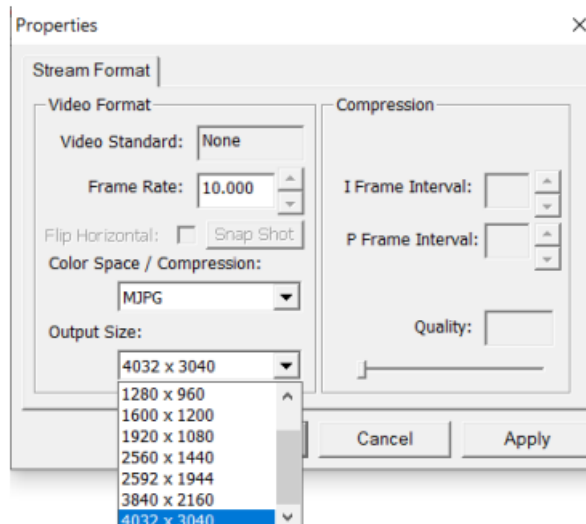 Properties
Stream Format
Video Format
Video Standard: None
Frame Rate: 10.000
Flip Horizontal: Snap Shot
Color Space / Compression:
MJPG
Output Size:
4032 x 3040
1280 x 960
1600 x 1200
1920 x 1080
2560 x 1440
2592 x 1944
3840 x 2160
4032 x 3040
Compression
I Frame Interval:
P Frame Interval:
Quality:
Cancel Apply